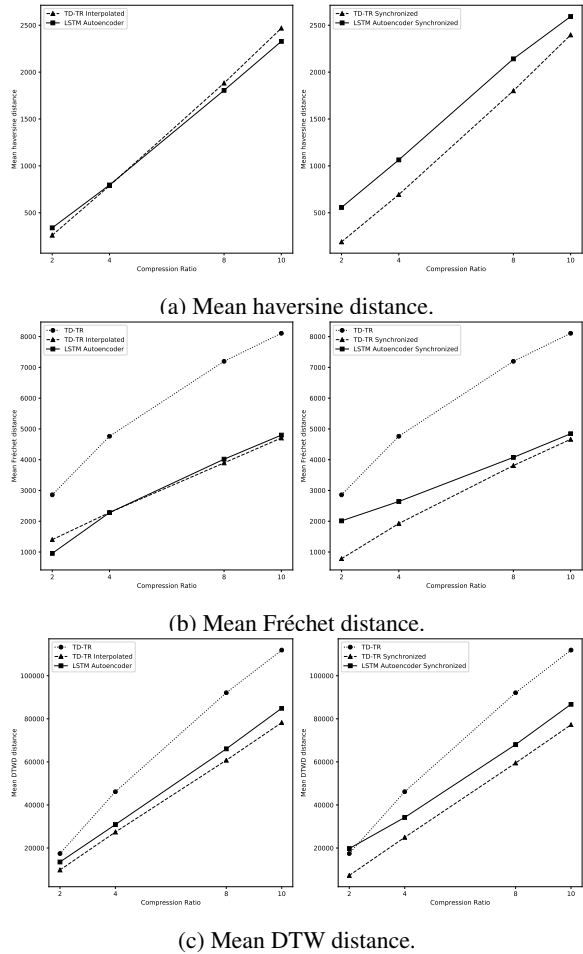 TD-TR Interpolated
LSTM Autoencoder
2500
2000
1500
1000
500
Mean haversine distance
2 4 8 10
Compression Ratio
TD-TR Synchronized
LSTM Autoencoder Synchronized
2500
2000
1500
1000
500
Mean haversine distance
2 4 8 10
Compression Ratio
(a) Mean haversine distance.
TD-TR
TD-TR Interpolated
LSTM Autoencoder
8000
7000
6000
5000
4000
3000
2000
1000
Mean Fréchet distance
2 4 8 10
Compression Ratio
TD-TR
TD-TR Synchronized
LSTM Autoencoder Synchronized
8000
7000
6000
5000
4000
3000
2000
1000
Mean Fréchet distance
2 4 8 10
Compression Ratio
(b) Mean Fréchet distance.
TD-TR
TD-TR Interpolated
LSTM Autoencoder
100000
80000
60000
40000
20000
Mean DTWD distance
2 4 8 10
Compression Ratio
TD-TR
TD-TR Synchronized
LSTM Autoencoder Synchronized
100000
80000
60000
40000
20000
Mean DTWD distance
2 4 8 10
Compression Ratio
(c) Mean DTW distance.